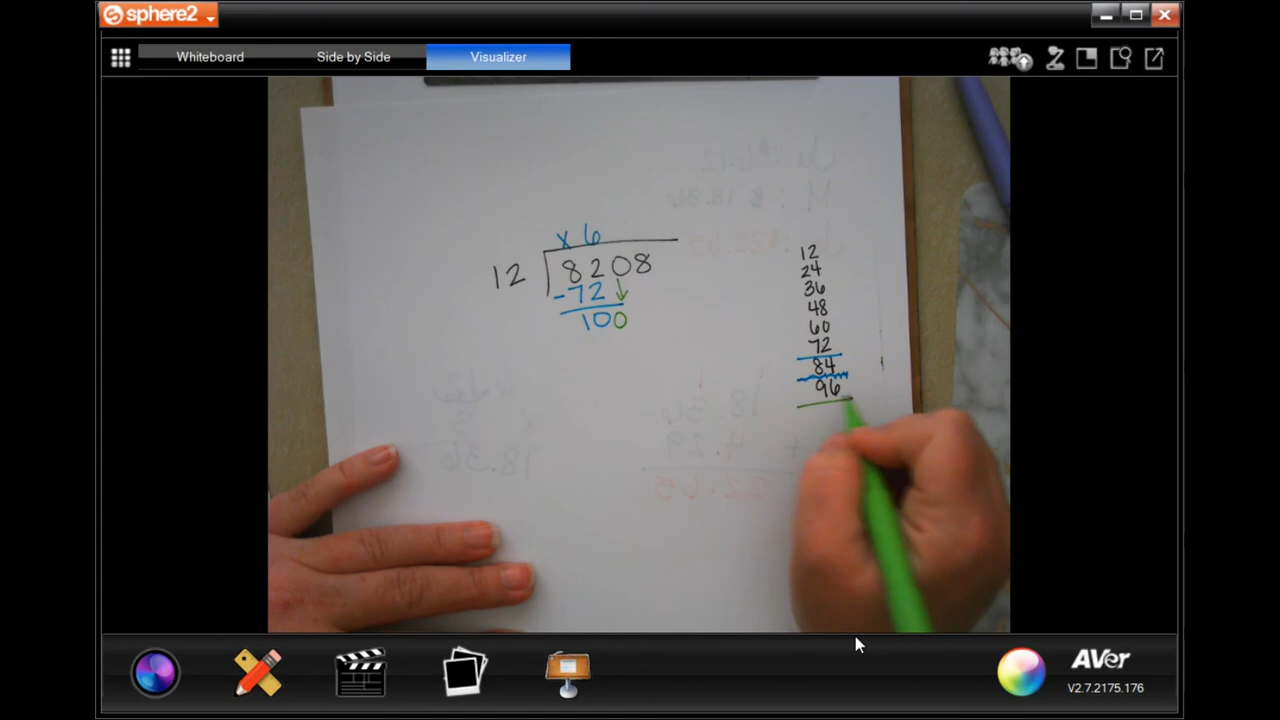 sphere2
Whiteboard Side by Side Visualizer
x 6
12 8208
-72
100
12
24
36
48
60
72
84
96
AVer
V2.7.2175.176